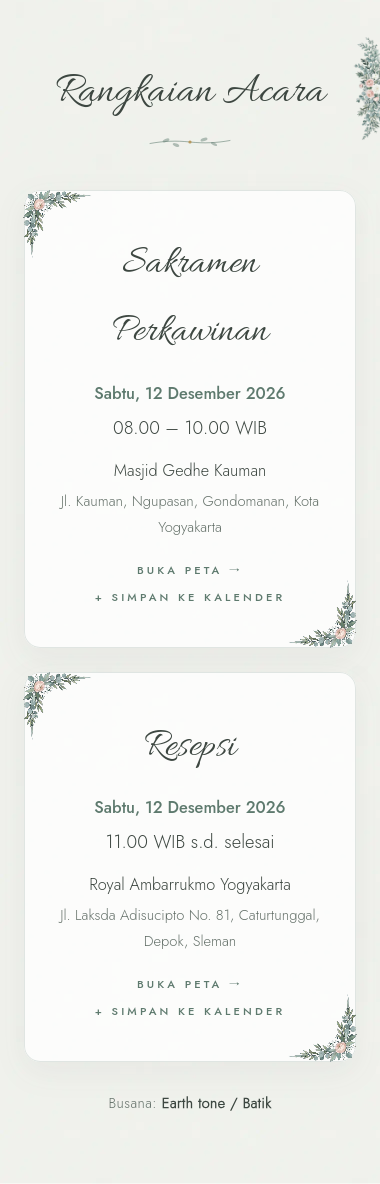 Rangkaian Acara
Sakramen
Perkawinan
Sabtu, 12 Desember 2026
08.00 – 10.00 WIB
Masjid Gedhe Kauman
Jl. Kauman, Ngupasan, Gondomanan, Kota
Yogyakarta
BUKA PETA →
+ SIMPAN KE KALENDER
Resepsi
Sabtu, 12 Desember 2026
11.00 WIB s.d. selesai
Royal Ambarrukmo Yogyakarta
Jl. Laksda Adisucipto No. 81, Caturtunggal,
Depok, Sleman
BUKA PETA →
+ SIMPAN KE KALENDER
Busana: Earth tone / Batik